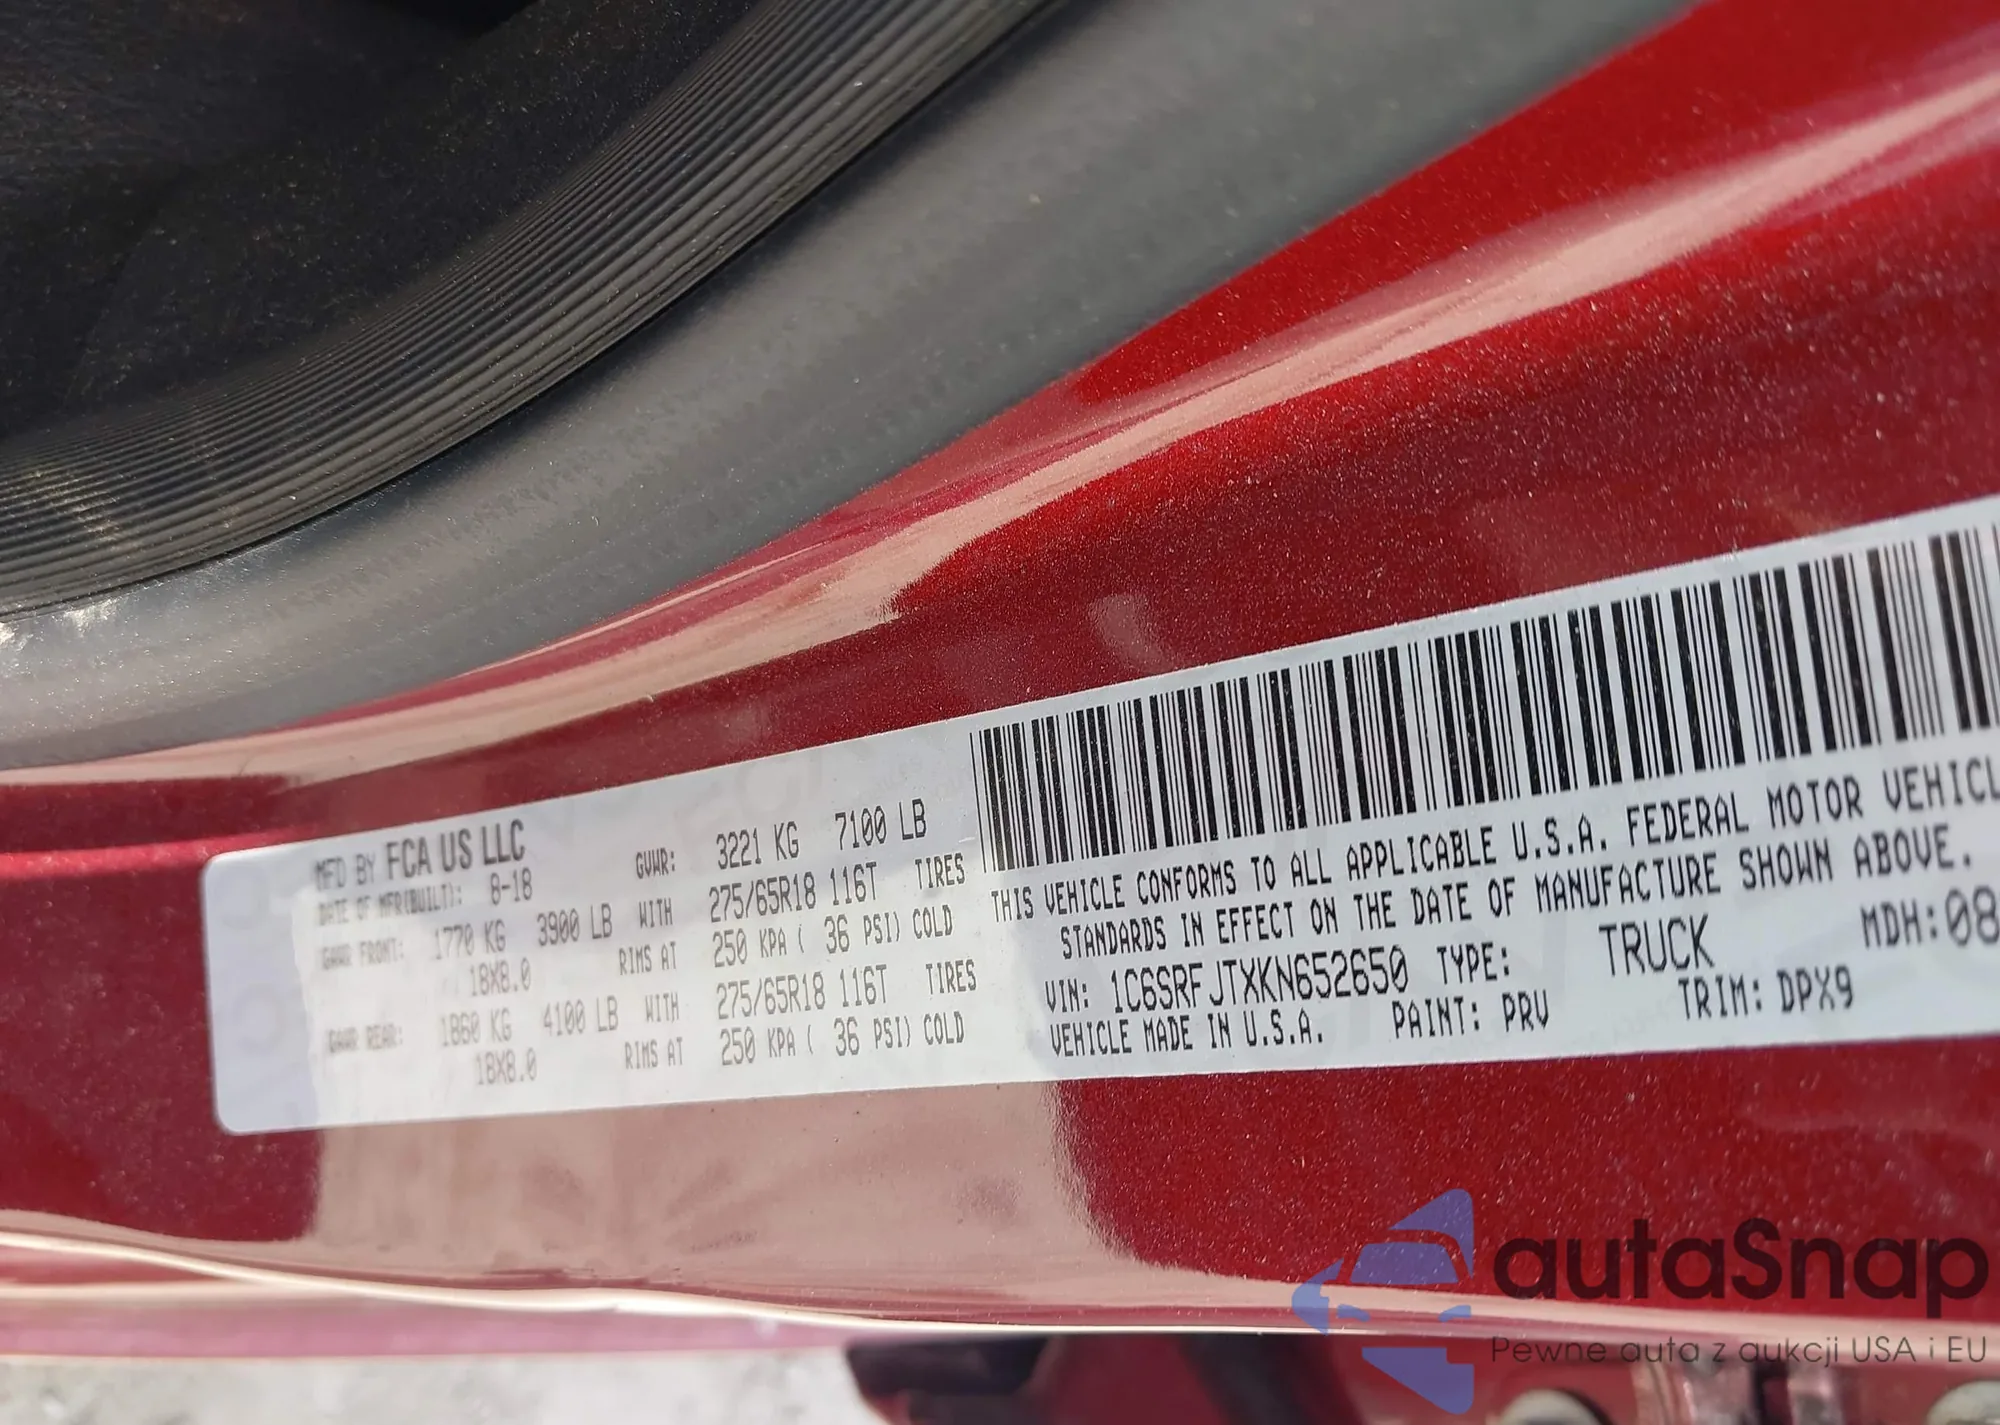 MFD BY FCA US LLC
DATE OF MFR(BUILT): 8-18
GVWR: 3221 KG 7100 LB
GAWR FRONT: 1770 KG 3900 LB WITH 275/65R18 116T TIRES
18X8.0 RIMS AT 250 KPA ( 36 PSI) COLD
GAWR REAR: 1860 KG 4100 LB WITH 275/65R18 116T TIRES
18X8.0 RIMS AT 250 KPA ( 36 PSI) COLD
THIS VEHICLE CONFORMS TO ALL APPLICABLE U.S.A. FEDERAL MOTOR VEHICL
STANDARDS IN EFFECT ON THE DATE OF MANUFACTURE SHOWN ABOVE.
VIN: 1C6SRFJTXKN652650 TYPE: TRUCK MDH:08
VEHICLE MADE IN U.S.A. PAINT: PRV TRIM: DPX9
autaSnap
Pewne auta z aukcji USA i EU